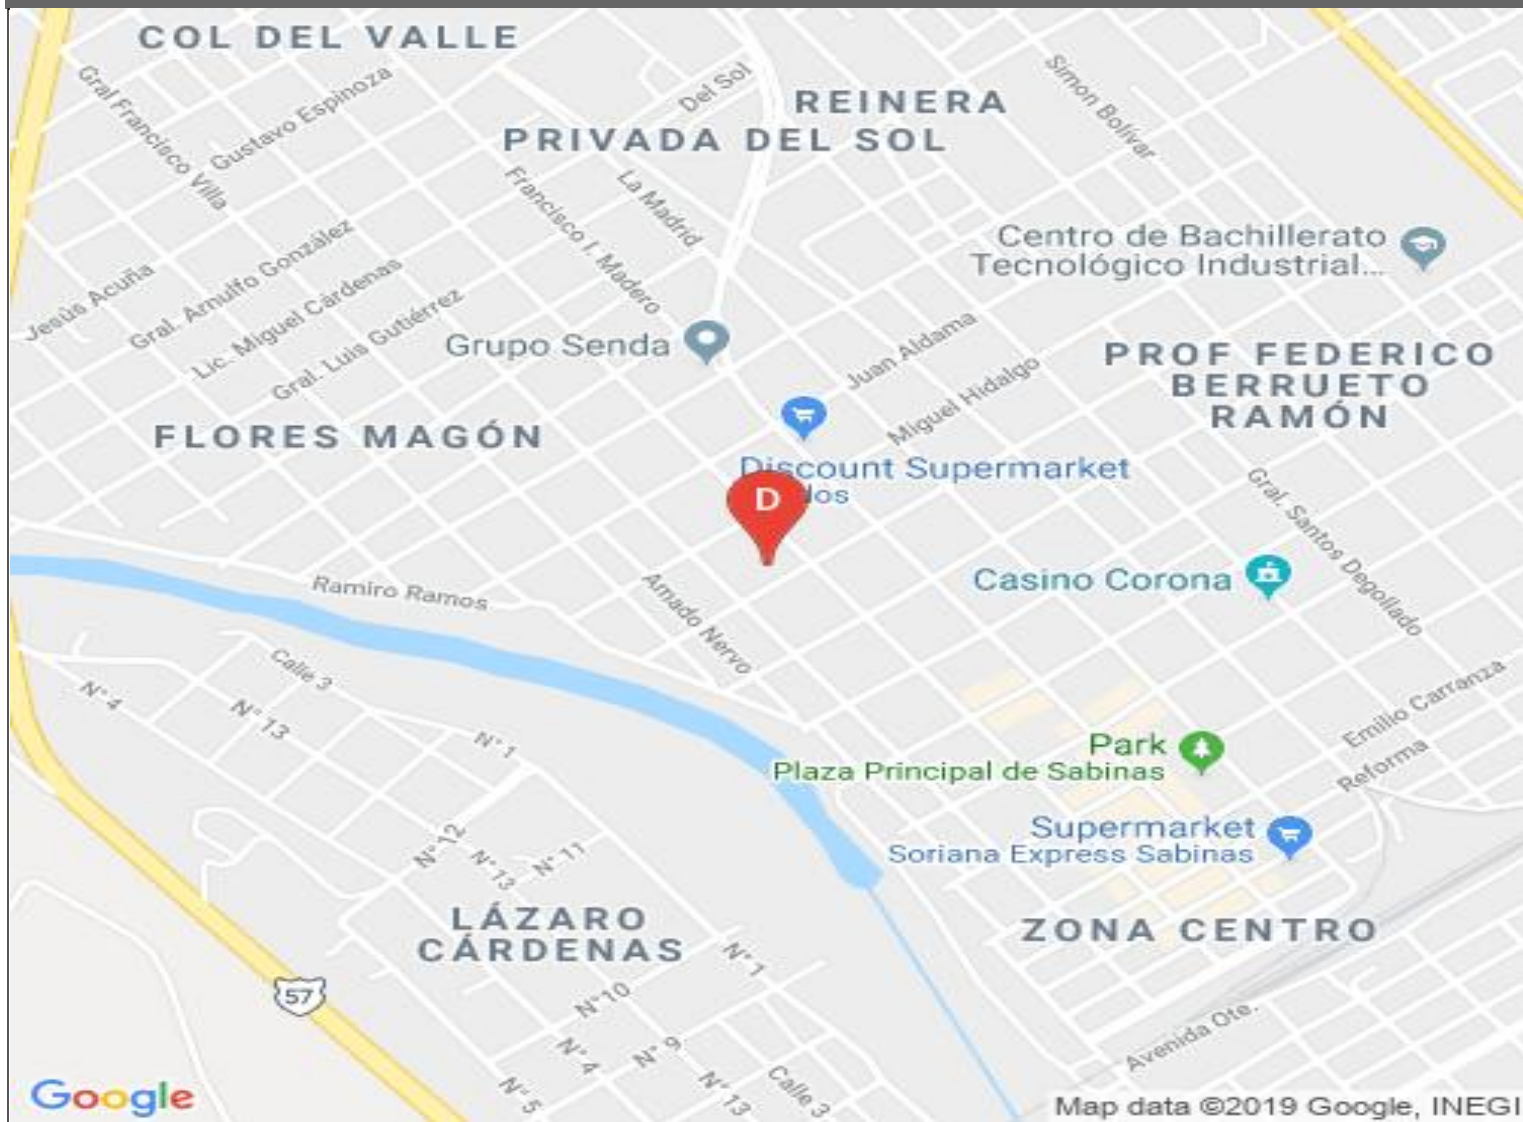 COL DEL VALLE
Gral Francisco Villa
Gustavo Espinoza
Del Sol
REINERA
PRIVADA DEL SOL
Simon Bolívar
La Madrid
Francisco I. Madero
Centro de Bachillerato
Tecnológico Industrial...
Jesús Acuña
Gral. Arnulfo González
Lic. Miguel Cárdenas
Gral. Luis Gutiérrez
Grupo Senda
Juan Aldama
Miguel Hidalgo
PROF FEDERICO
BERRUETO
RAMÓN
FLORES MAGÓN
Discount Supermarket
D
Gral. Santos Degollado
Ramiro Ramos
Amado Nervo
Casino Corona
Calle 3
N° 4
N° 13
N° 1
Emilio Carranza
Reforma
Park
Plaza Principal de Sabinas
Supermarket
Soriana Express Sabinas
N° 12
N° 13
N° 11
LÁZARO
CÁRDENAS
ZONA CENTRO
N° 1
57
N° 10
N° 4
N° 9
N° 5
N° 13
Calle 3
Avenida Ote.
Google
Map data ©2019 Google, INEGI